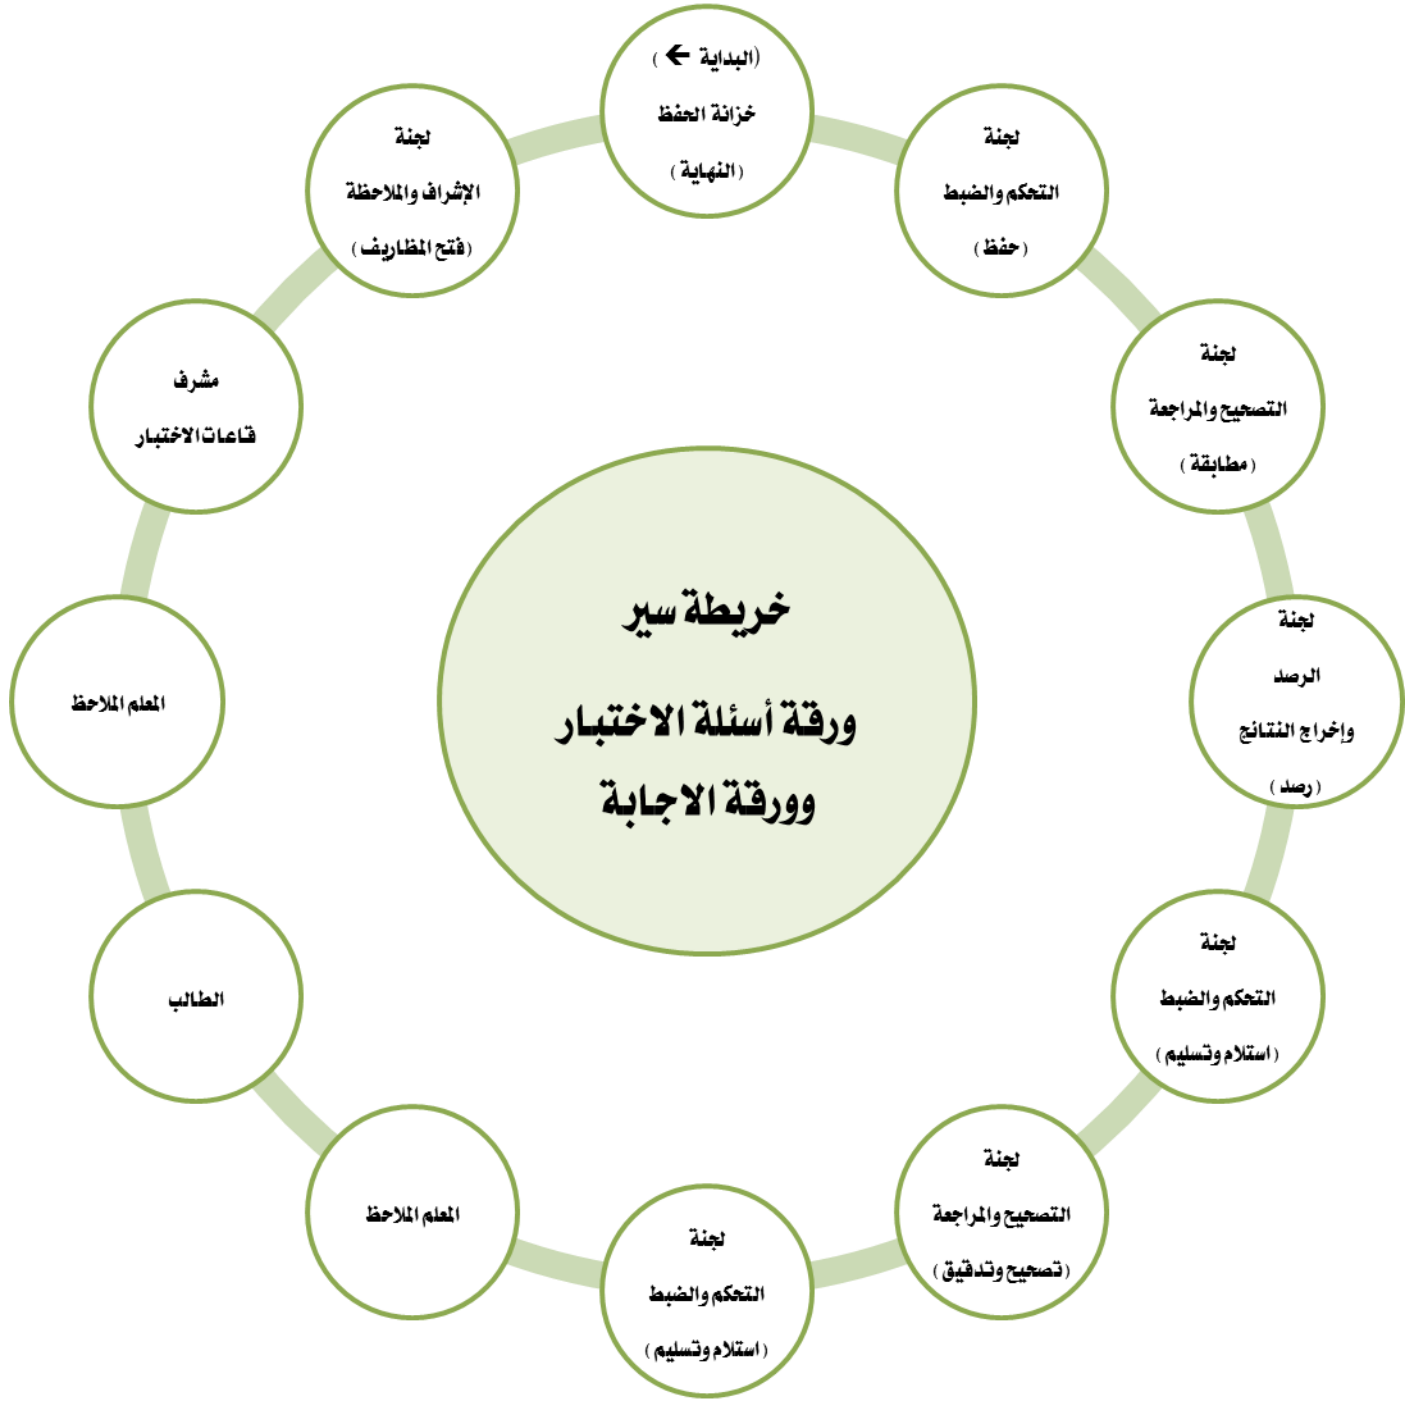 (البداية ← )
خزانة الحفظ
(النهاية )
لجنة
الإشراف والملاحظة
(فتح المظاريف )
مشرف
قاعات الاختبار
المعلم الملاحظ
الطالب
المعلم الملاحظ
لجنة
التحكم والضبط
(استلام وتسليم )
لجنة
التصحيح والمراجعة
(تصحيح وتدقيق )
لجنة
التحكم والضبط
(استلام وتسليم )
لجنة
الرصد
وإخراج النتائج
(رصد )
لجنة
التصحيح والمراجعة
(مطابقة )
لجنة
التحكم والضبط
(حفظ )
خريطة سير
ورقة أسئلة الاختبار
وورقة الاجابة